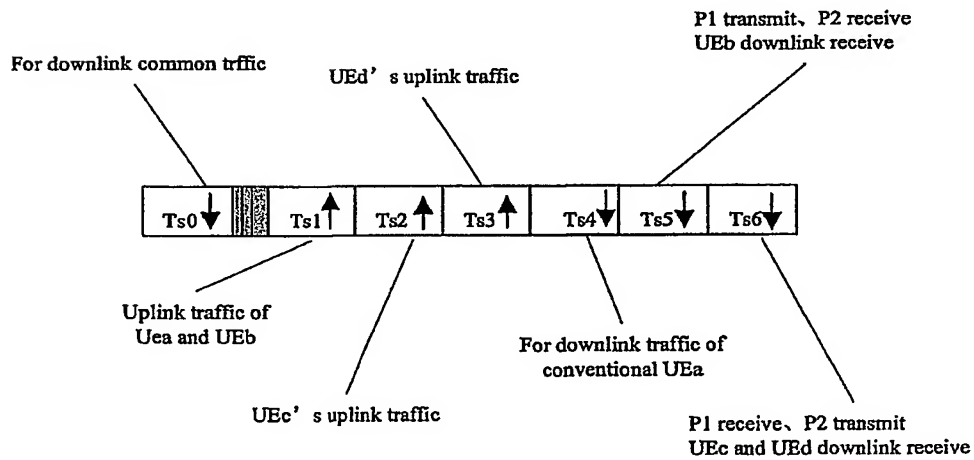 P1 transmit、P2 receive
UEb downlink receive
For downlink common trffic
UEd’s uplink traffic
Ts0 Ts1 Ts2 Ts3 Ts4 Ts5 Ts6
Uplink traffic of
Uea and UEb
For downlink traffic of
conventional UEa
UEc’s uplink traffic
P1 receive、P2 transmit
UEc and UEd downlink receive